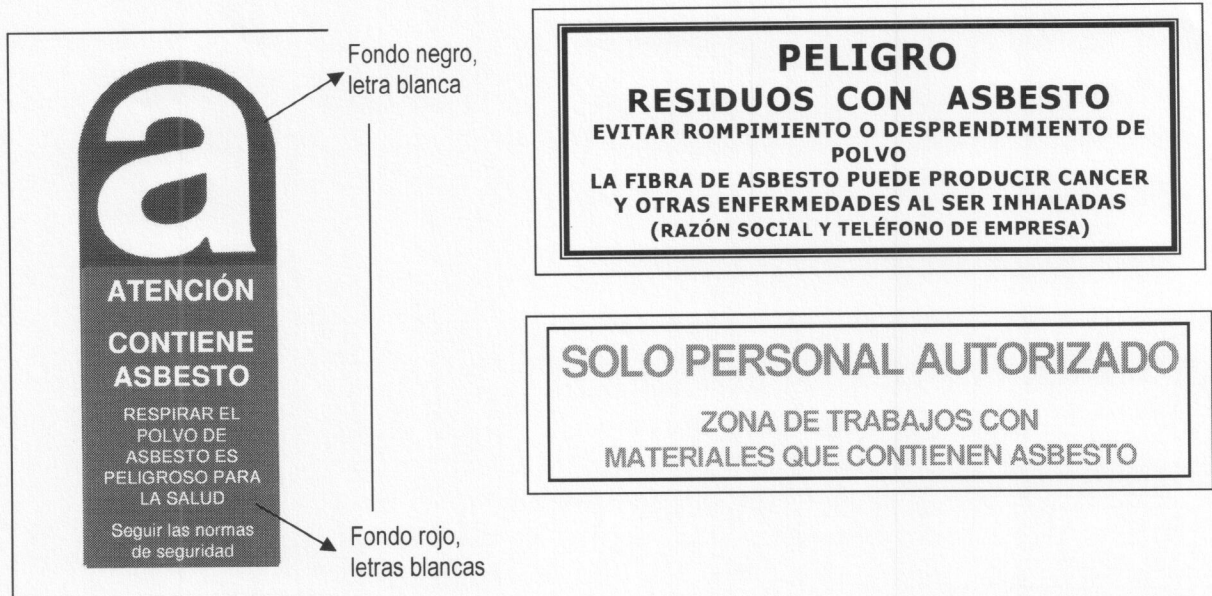 a
ATENCIÓN
CONTIENE
ASBESTO
RESPIRAR EL
POLVO DE
ASBESTO ES
PELIGROSO PARA
LA SALUD
Seguir las normas
de seguridad
Fondo negro,
letra blanca
Fondo rojo,
letras blancas
PELIGRO
RESIDUOS CON ASBESTO
EVITAR ROMPIMIENTO O DESPRENDIMIENTO DE
POLVO
LA FIBRA DE ASBESTO PUEDE PRODUCIR CANCER
Y OTRAS ENFERMEDADES AL SER INHALADAS
(RAZÓN SOCIAL Y TELÉFONO DE EMPRESA)
SOLO PERSONAL AUTORIZADO
ZONA DE TRABAJOS CON
MATERIALES QUE CONTIENEN ASBESTO